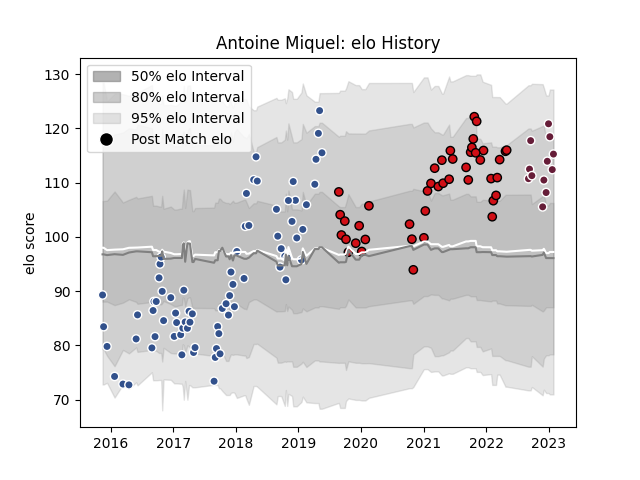 Antoine Miquel: elo History
50% elo Interval
80% elo Interval
95% elo Interval
Post Match elo
elo score
130
120
110
100
90
80
70
2016 2017 2018 2019 2020 2021 2022 2023